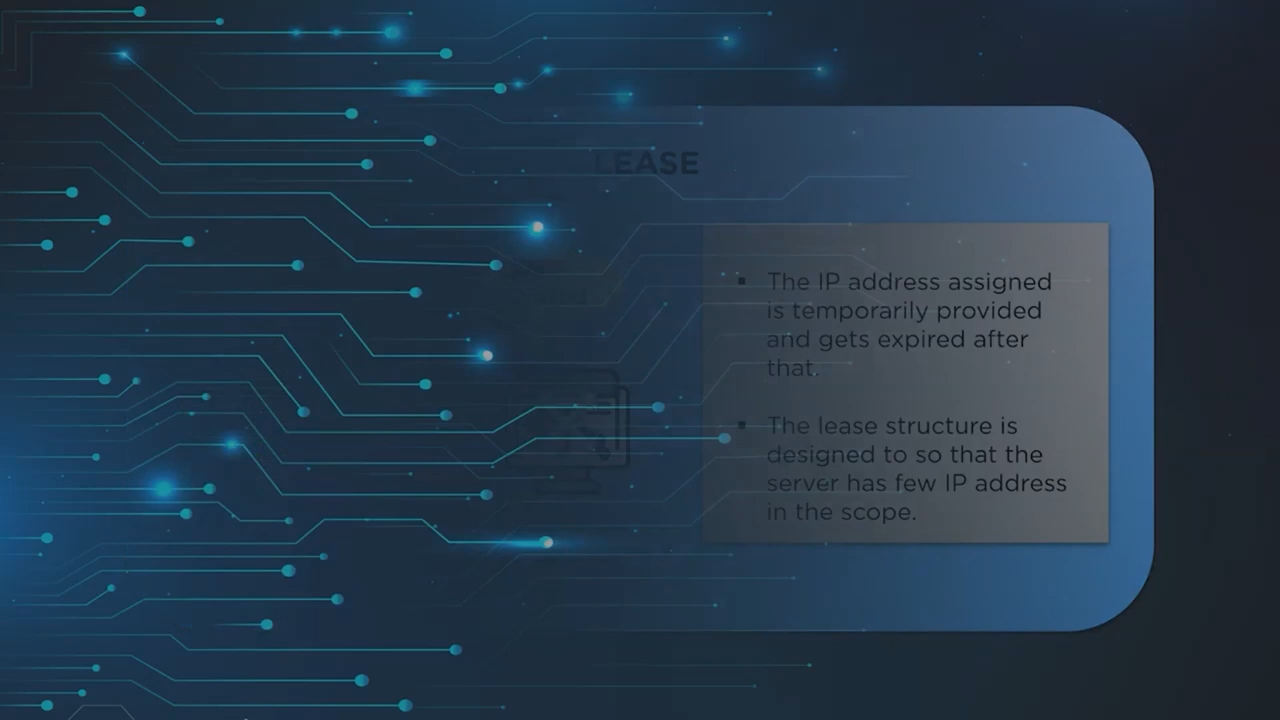 LEASE
▪ The IP address assigned
is temporarily provided
and gets expired after
that.
▪ The lease structure is
designed to so that the
server has few IP address
in the scope.